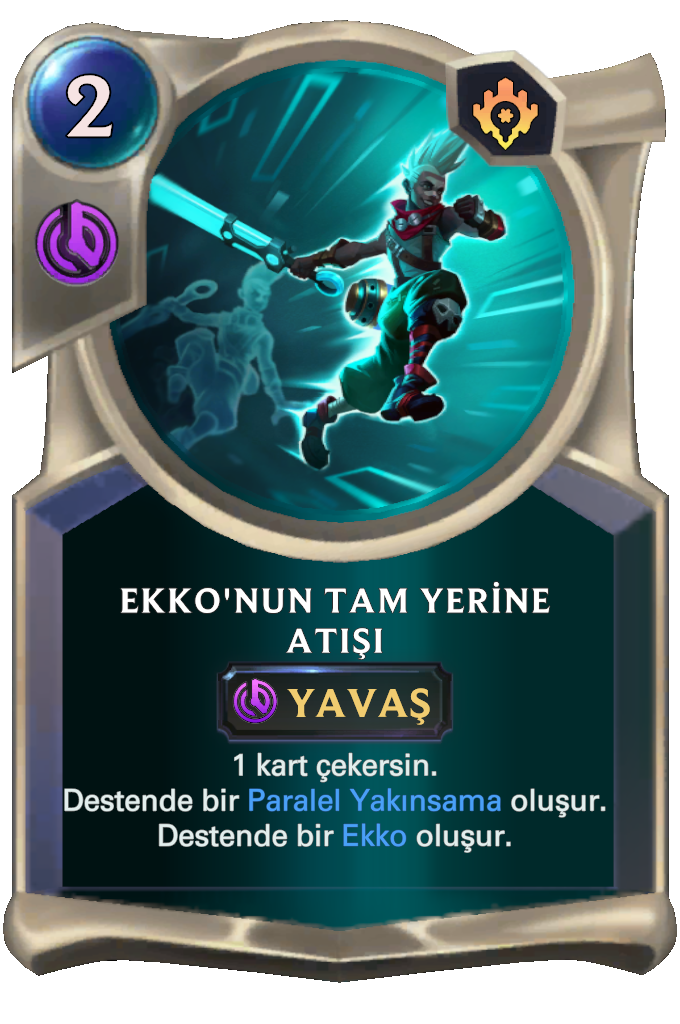 2
EKKO'NUN TAM YERİNE
ATIŞI
YAVAŞ
1 kart çekersin.
Destende bir Paralel Yakınsama oluşur.
Destende bir Ekko oluşur.